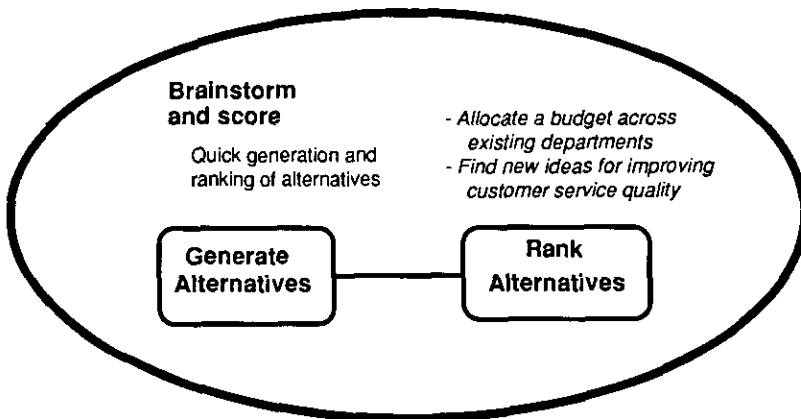 Brainstorm
and score
Quick generation and
ranking of alternatives
- Allocate a budget across
existing departments
- Find new ideas for improving
customer service quality
Generate
Alternatives
Rank
Alternatives